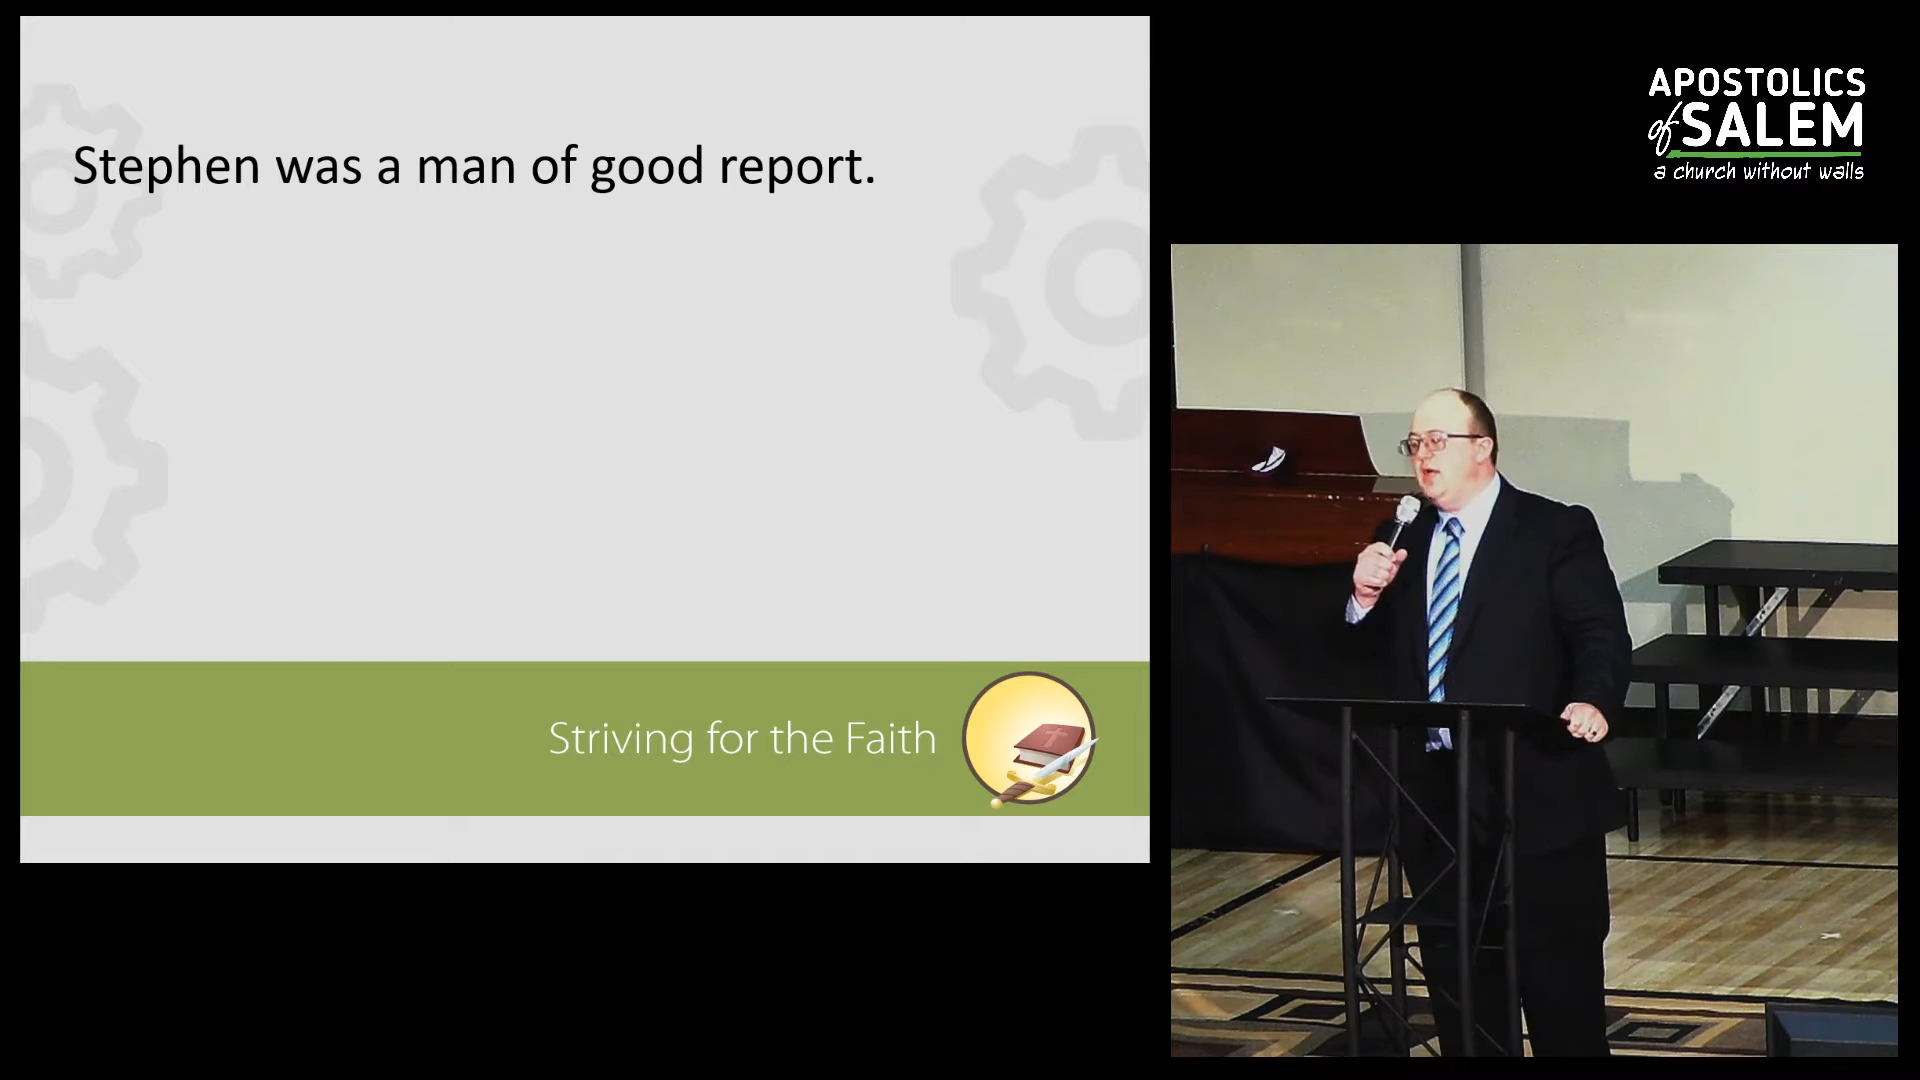 Stephen was a man of good report.
Striving for the Faith
APOSTOLICS
of SALEM
a church without walls